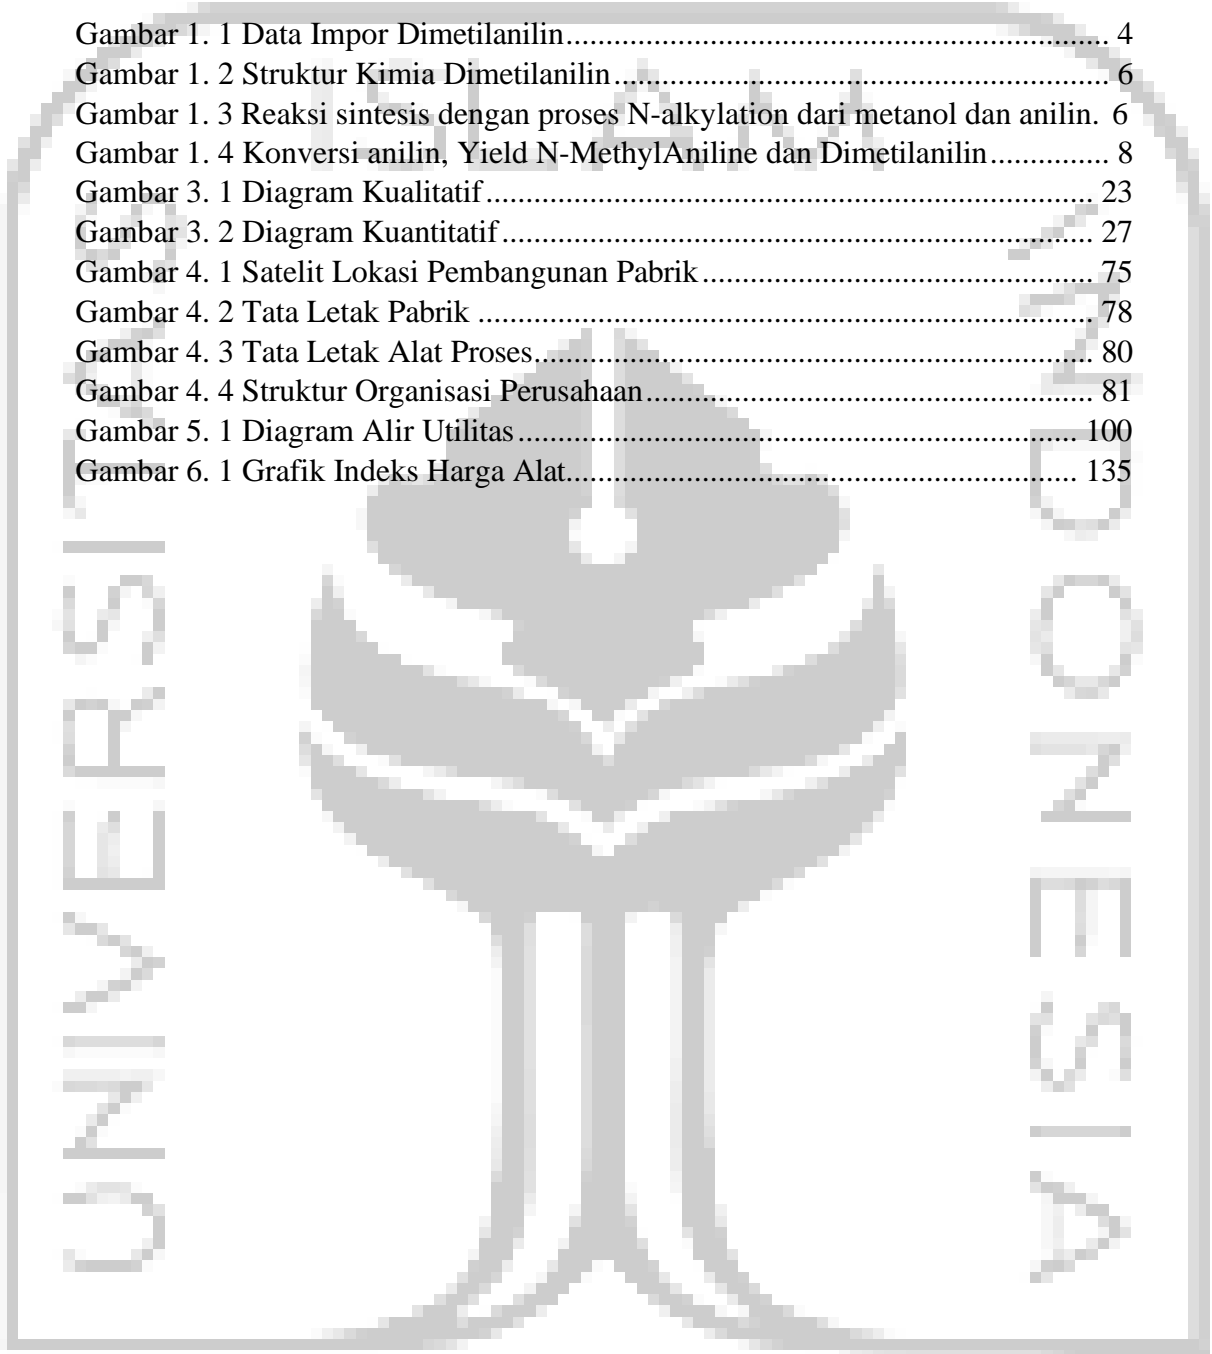 Gambar 1. 1 Data Impor Dimetilanilin.................................................................... 4
Gambar 1. 2 Struktur Kimia Dimetilanilin.............................................................. 6
Gambar 1. 3 Reaksi sintesis dengan proses N-alkylation dari metanol dan anilin. 6
Gambar 1. 4 Konversi anilin, Yield N-MethylAniline dan Dimetilanilin............... 8
Gambar 3. 1 Diagram Kualitatif............................................................................ 23
Gambar 3. 2 Diagram Kuantitatif.......................................................................... 27
Gambar 4. 1 Satelit Lokasi Pembangunan Pabrik................................................. 75
Gambar 4. 2 Tata Letak Pabrik ............................................................................. 78
Gambar 4. 3 Tata Letak Alat Proses...................................................................... 80
Gambar 4. 4 Struktur Organisasi Perusahaan........................................................ 81
Gambar 5. 1 Diagram Alir Utilitas...................................................................... 100
Gambar 6. 1 Grafik Indeks Harga Alat................................................................ 135
UNIVERSITAS
ISLAM
INDONESIA